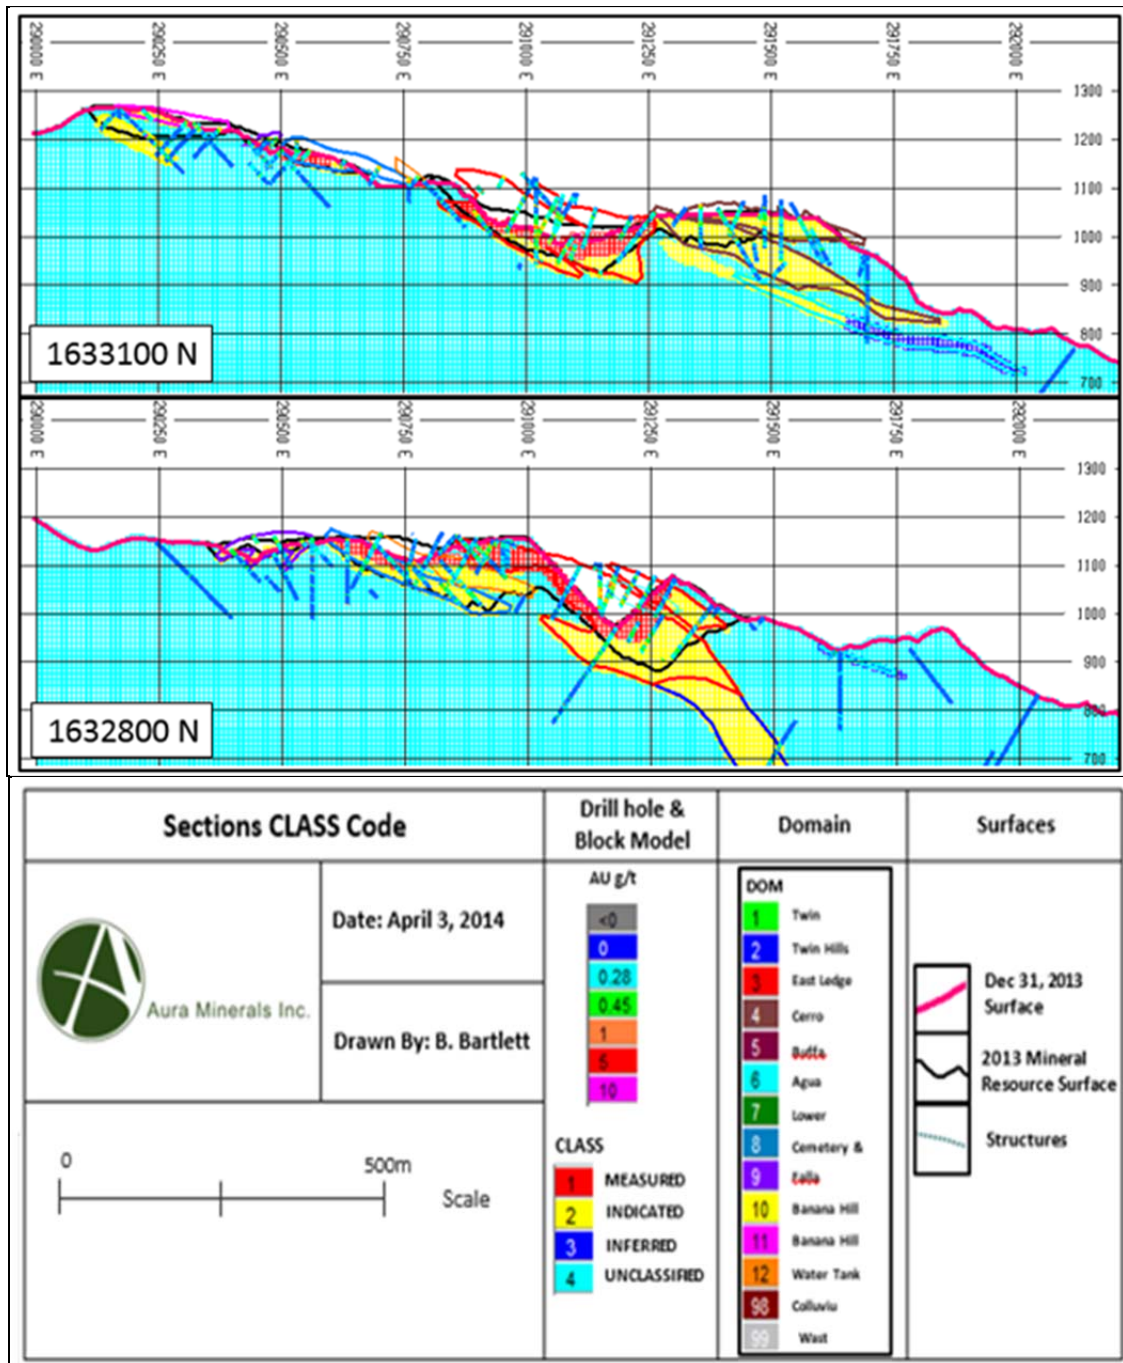 290000 E 290250 E 290500 E 290750 E 291000 E 291250 E 291500 E 291750 E 292000 E
1300
1200
1100
1000
900
800
700
1633100 N
290000 E 290250 E 290500 E 290750 E 291000 E 291250 E 291500 E 291750 E 292000 E
1300
1200
1100
1000
900
800
700
1632800 N
Sections CLASS Code
Date: April 3, 2014
Aura Minerals Inc.
Drawn By: B. Bartlett
0 500m
Scale
Drill hole &
Block Model
AU g/t
<0
0
0.28
0.45
1
5
10
CLASS
1 MEASURED
2 INDICATED
3 INFERRED
4 UNCLASSIFIED
Domain
DOM
1 Twin
2 Twin Hills
3 East Ledge
4 Cerro
5 Buffa
6 Agua
7 Lower
8 Cemetery &
9 Falla
10 Banana Hill
11 Banana Hill
12 Water Tank
98 Colluviu
99 Wast
Surfaces
Dec 31, 2013
Surface
2013 Mineral
Resource Surface
Structures